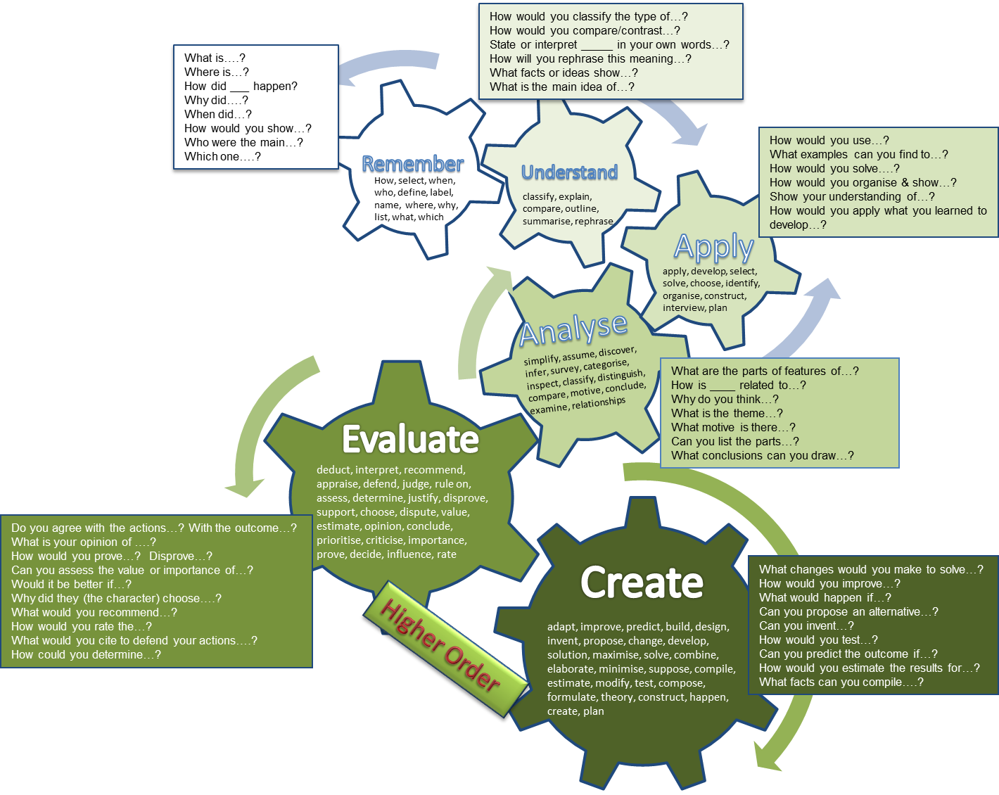 How would you classify the type of…?
How would you compare/contrast…?
State or interpret _____ in your own words…?
How will you rephrase this meaning…?
What facts or ideas show…?
What is the main idea of…?
What is….?
Where is…?
How did ___ happen?
Why did….?
When did…?
How would you show…?
Who were the main…?
Which one….?
Remember
How, select, when,
who, define, label,
name, where, why,
list, what, which
Understand
classify, explain,
compare, outline,
summarise, rephrase
How would you use…?
What examples can you find to…?
How would you solve….?
How would you organise & show…?
Show your understanding of…?
How would you apply what you learned to
develop…?
Apply
apply, develop, select,
solve, choose, identify,
organise, construct,
interview, plan
Analyse
simplify, assume, discover,
infer, survey, categorise,
inspect, classify, distinguish,
compare, motive, conclude,
examine, relationships
What are the parts of features of…?
How is ____ related to…?
Why do you think…?
What is the theme…?
What motive is there…?
Can you list the parts…?
What conclusions can you draw…?
Evaluate
deduct, interpret, recommend,
appraise, defend, judge, rule on,
assess, determine, justify, disprove,
support, choose, dispute, value,
estimate, opinion, conclude,
prioritise, criticise, importance,
prove, decide, influence, rate
Do you agree with the actions…? With the outcome…?
What is your opinion of ….?
How would you prove…? Disprove…?
Can you assess the value or importance of…?
Would it be better if…?
Why did they (the character) choose….?
What would you recommend…?
How would you rate the…?
What would you cite to defend your actions….?
How could you determine…?
Higher Order
Create
adapt, improve, predict, build, design,
invent, propose, change, develop,
solution, maximise, solve, combine,
elaborate, minimise, suppose, compile,
estimate, modify, test, compose,
formulate, theory, construct, happen,
create, plan
What changes would you make to solve…?
How would you improve…?
What would happen if…?
Can you propose an alternative…?
Can you invent…?
How would you test…?
Can you predict the outcome if…?
How would you estimate the results for…?
What facts can you compile….?